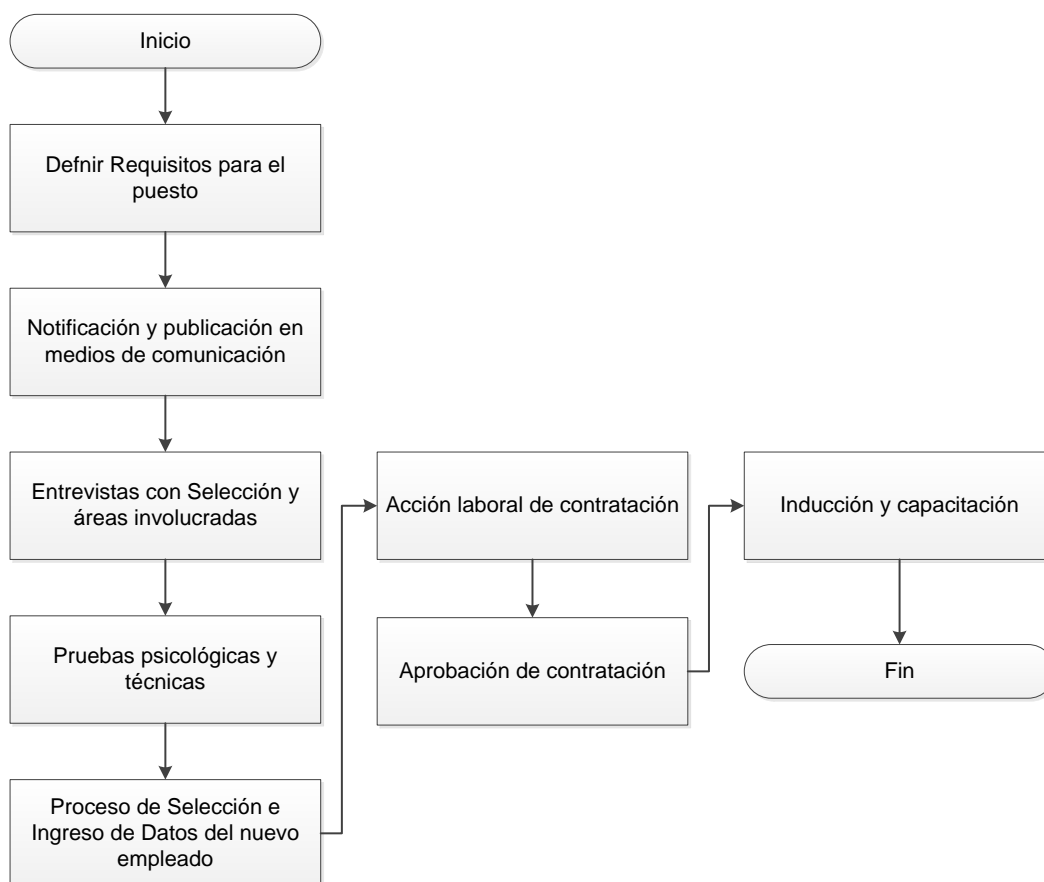 Inicio
Defnir Requisitos para el
puesto
Notificación y publicación en
medios de comunicación
Entrevistas con Selección y
áreas involucradas
Pruebas psicológicas y
técnicas
Proceso de Selección e
Ingreso de Datos del nuevo
empleado
Acción laboral de contratación
Aprobación de contratación
Inducción y capacitación
Fin